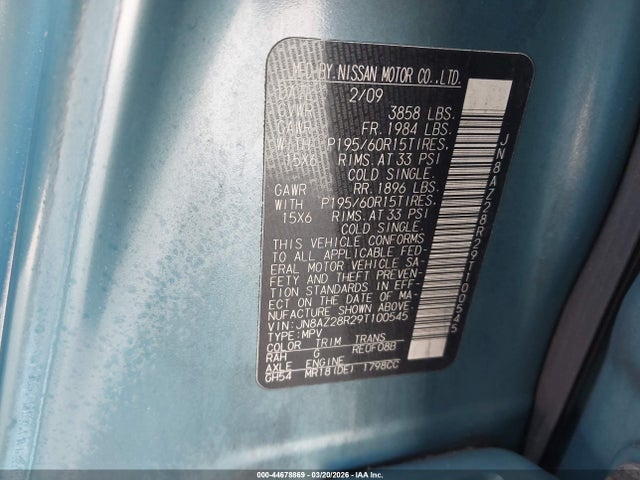 MFD.BY.NISSAN MOTOR CO.,LTD.
2/09
GVWR 3858 LBS.
GAWR FR.1984 LBS.
WITH P195/60R15TIRES.
15X6 RIMS.AT 33 PSI
COLD SINGLE.
GAWR RR.1896 LBS.
WITH P195/60R15TIRES.
15X6 RIMS.AT 33 PSI
COLD SINGLE.
THIS VEHICLE CONFORMS
TO ALL APPLICABLE FED-
ERAL MOTOR VEHICLE SA-
FETY AND THEFT PREVEN-
TION STANDARDS IN EFF-
ECT ON THE DATE OF MA-
NUFACTURE SHOWN ABOVE.
VIN:JN8AZ28R29T100545
TYPE:MPV
COLOR TRIM TRANS
RAH G RE0F08B
AXLE ENGINE
GH54 MR18(DE) 1798CC
JN8AZ28R29T100545
000-44678869 - 03/20/2026 - IAA Inc.